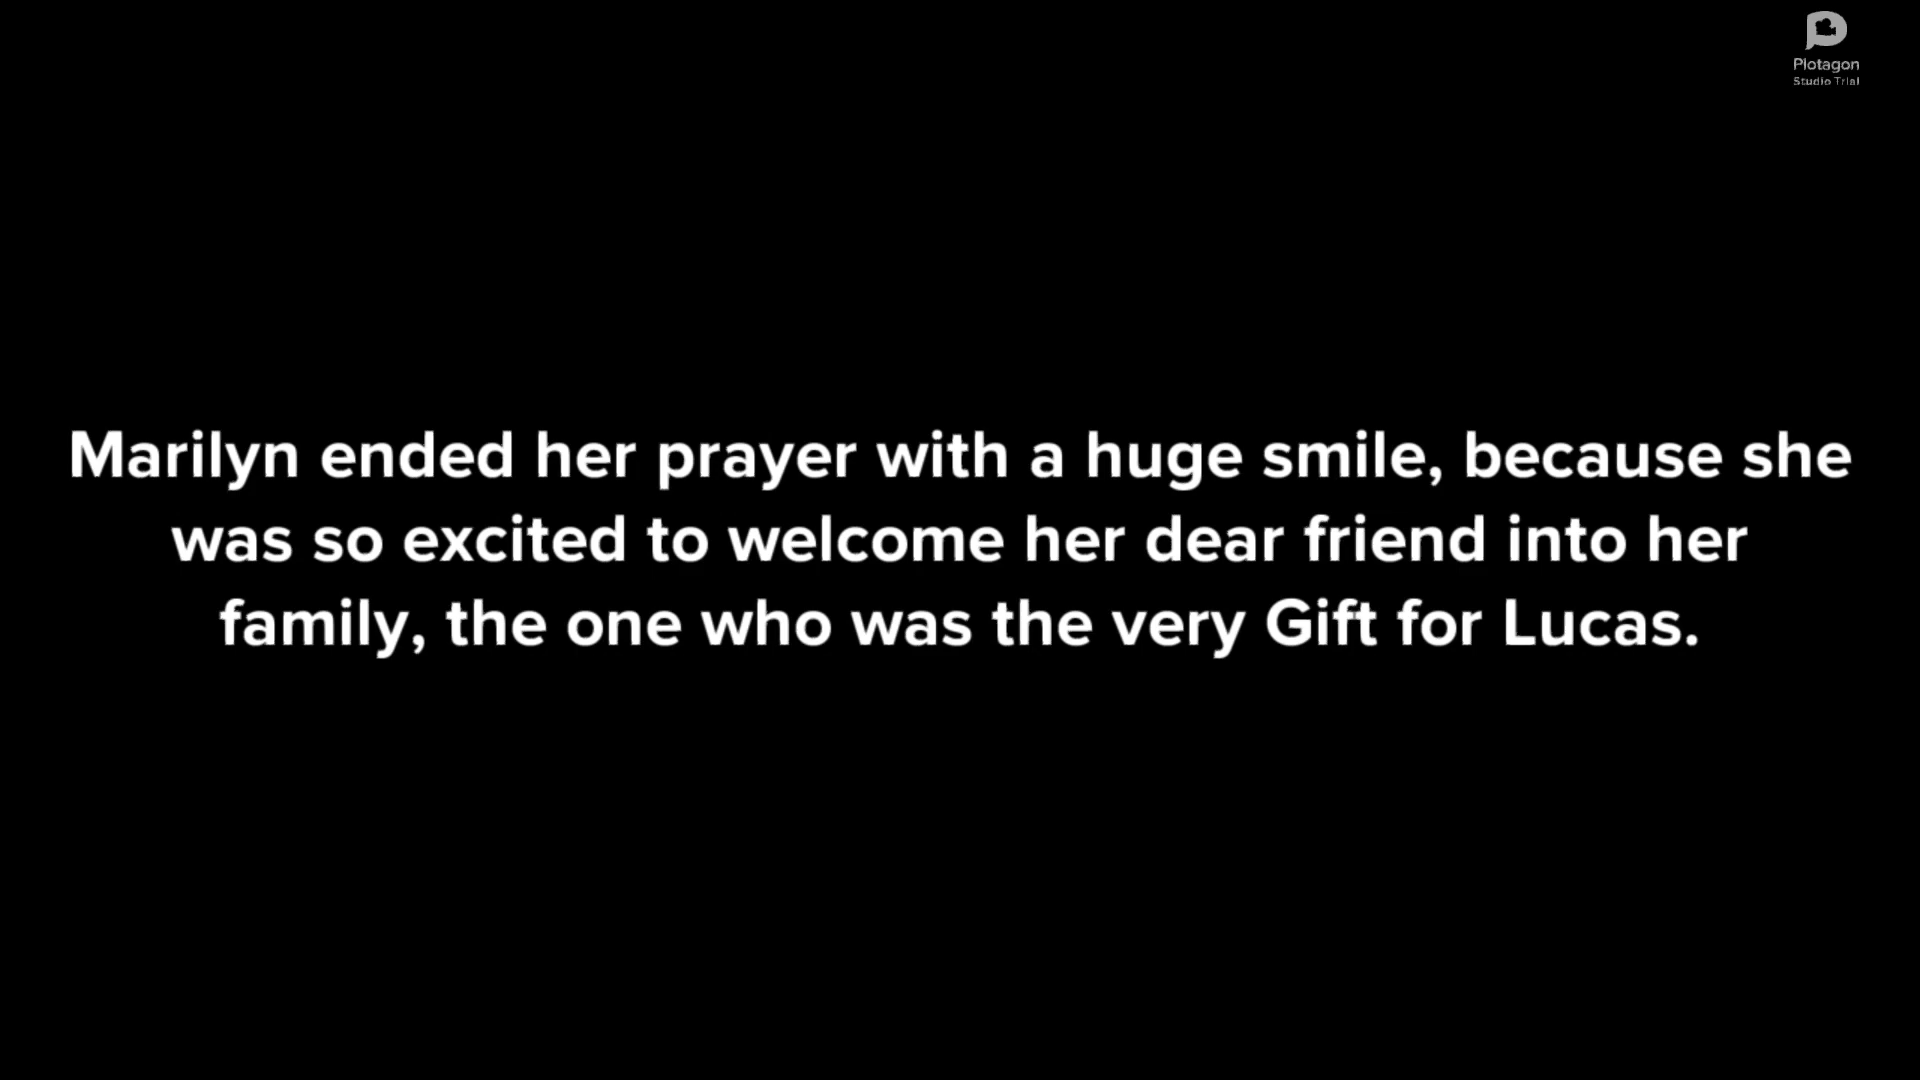 Plotagon
Studio Trial
Marilyn ended her prayer with a huge smile, because she
was so excited to welcome her dear friend into her
family, the one who was the very Gift for Lucas.